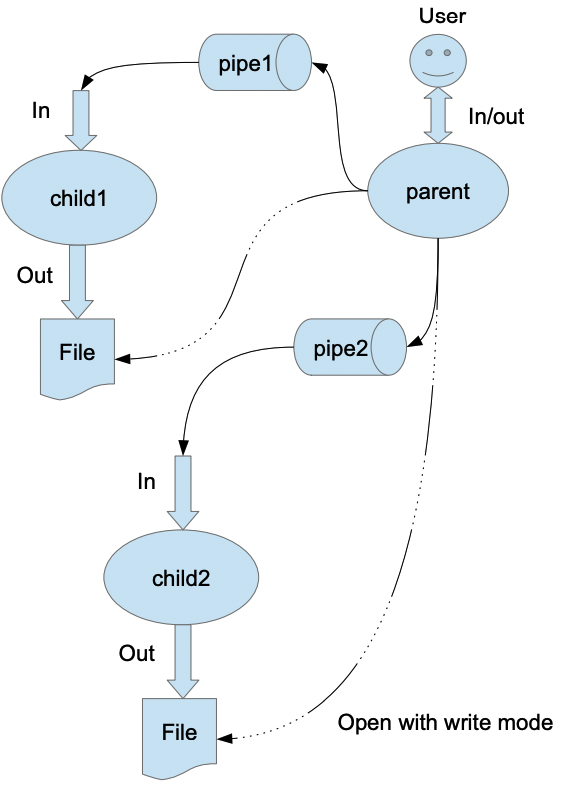 User
pipe1
In
In/out
child1
parent
Out
File
pipe2
In
child2
Out
File
Open with write mode